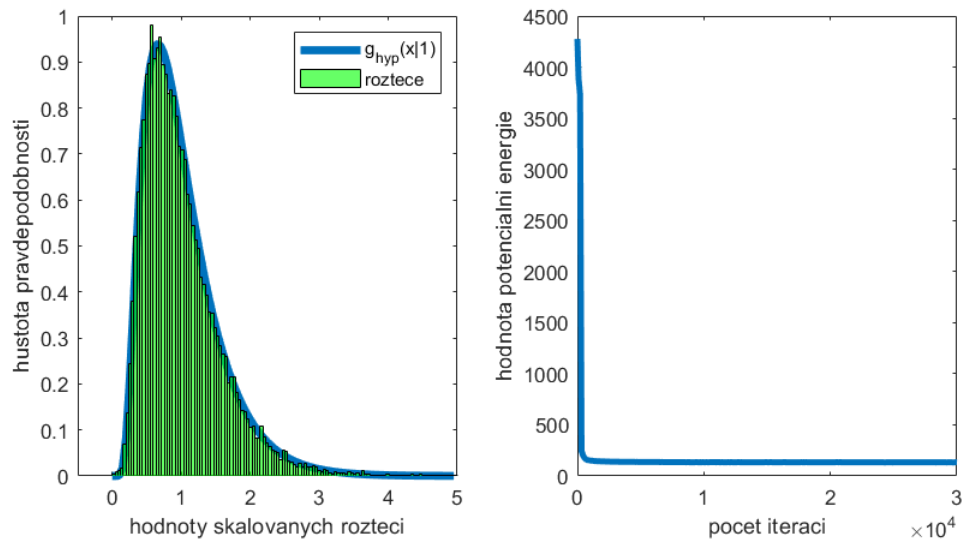 1
0.9
0.8
0.7
0.6
0.5
0.4
0.3
0.2
0.1
0
hustota pravdepodobnosti
g_hyp(x|1)
roztece
0 1 2 3 4 5
hodnoty skalovanych rozteci
4500
4000
3500
3000
2500
2000
1500
1000
500
0
hodnota potencialni energie
0 1 2 3
pocet iteraci
×10^4